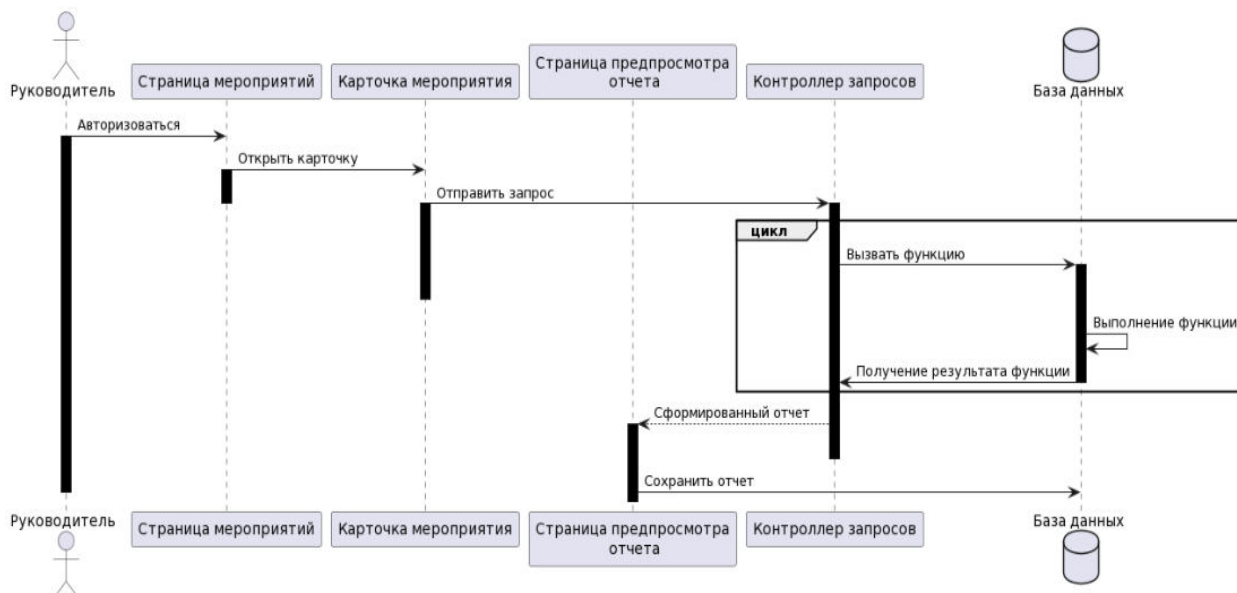 Руководитель
Страница мероприятий
Карточка мероприятия
Страница предпросмотра
отчета
Контроллер запросов
База данных
Авторизоваться
Открыть карточку
Отправить запрос
цикл
Вызвать функцию
Выполнение функции
Получение результата функции
Сформированный отчет
Сохранить отчет
Руководитель
Страница мероприятий
Карточка мероприятия
Страница предпросмотра
отчета
Контроллер запросов
База данных